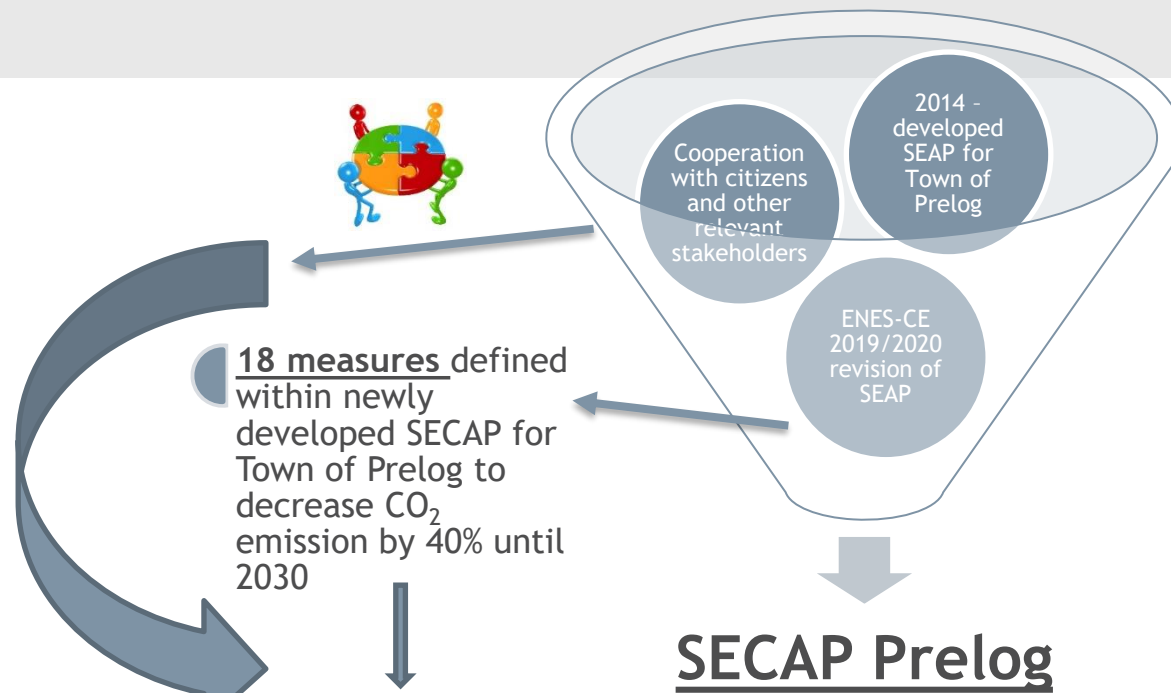 2014 –
developed
SEAP for
Town of
Prelog
Cooperation
with citizens
and other
relevant
stakeholders
ENES-CE
2019/2020
revision of
SEAP
18 measures defined
within newly
developed SECAP for
Town of Prelog to
decrease CO₂
emission by 40% until
2030
SECAP Prelog